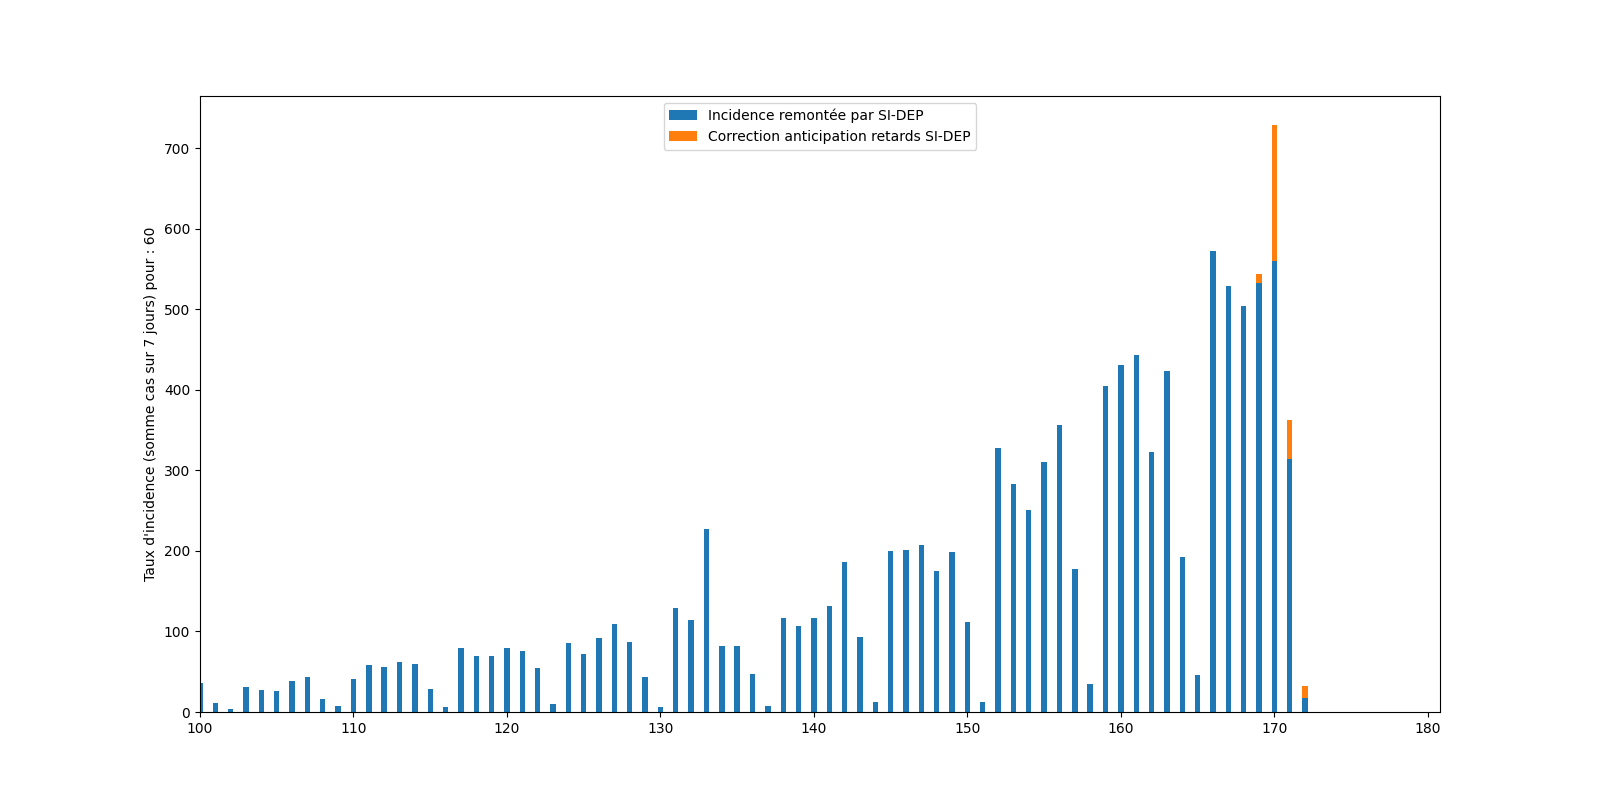 Incidence remontée par SI-DEP
Correction anticipation retards SI-DEP
Taux d'incidence (somme cas sur 7 jours) pour : 60
700
600
500
400
300
200
100
0
100 110 120 130 140 150 160 170 180